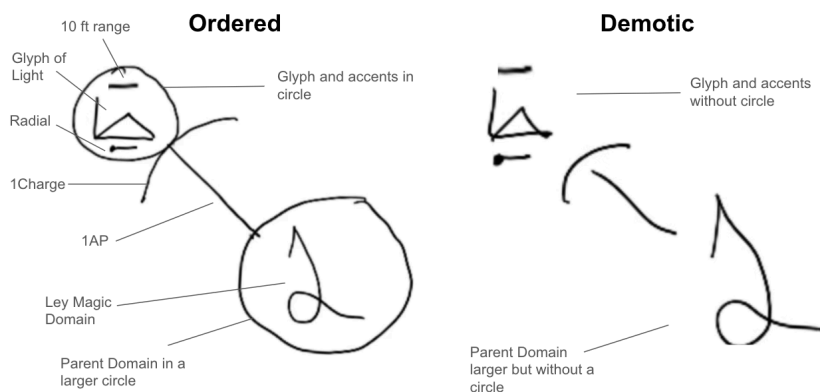 Ordered
10 ft range
Glyph of
Light
Glyph and accents in
circle
Radial
1Charge
1AP
Ley Magic
Domain
Parent Domain in a
larger circle
Demotic
Glyph and accents
without circle
Parent Domain
larger but without a
circle